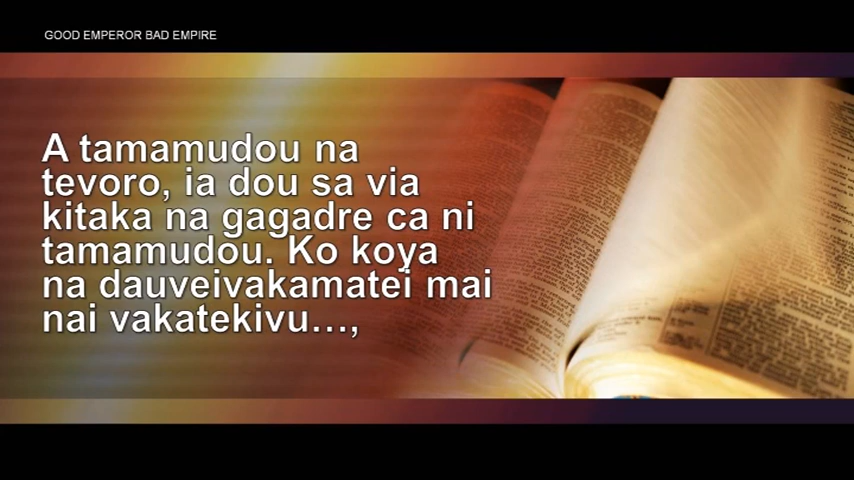 GOOD EMPEROR BAD EMPIRE
A tamamudou na
tevoro, ia dou sa via
kitaka na gagadre ca ni
tamamudou. Ko koya
na dauveivakamatei mai
nai vakatekivu...,